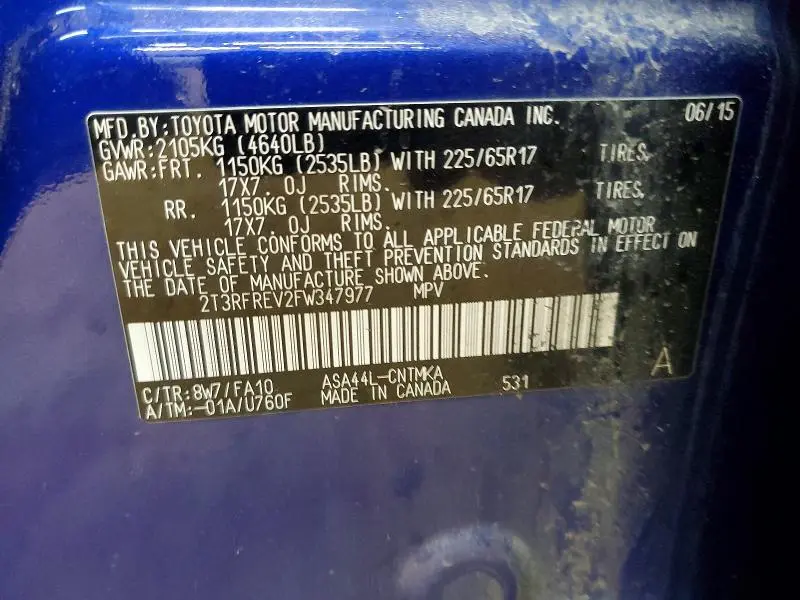 MFD.BY:TOYOTA MOTOR MANUFACTURING CANADA INC. 06/15
GVWR:2105KG (4640LB)
GAWR:FRT. 1150KG (2535LB) WITH 225/65R17 TIRES,
17X7.0J RIMS.
RR. 1150KG (2535LB) WITH 225/65R17 TIRES,
17X7.0J RIMS.
THIS VEHICLE CONFORMS TO ALL APPLICABLE FEDERAL MOTOR
VEHICLE SAFETY AND THEFT PREVENTION STANDARDS IN EFFECT ON
THE DATE OF MANUFACTURE SHOWN ABOVE.
2T3RFREV2FW347977 MPV
C/TR:8W7/FA10 ASA44L-CNTMKA 531 A
A/TM:-01A/U760F MADE IN CANADA